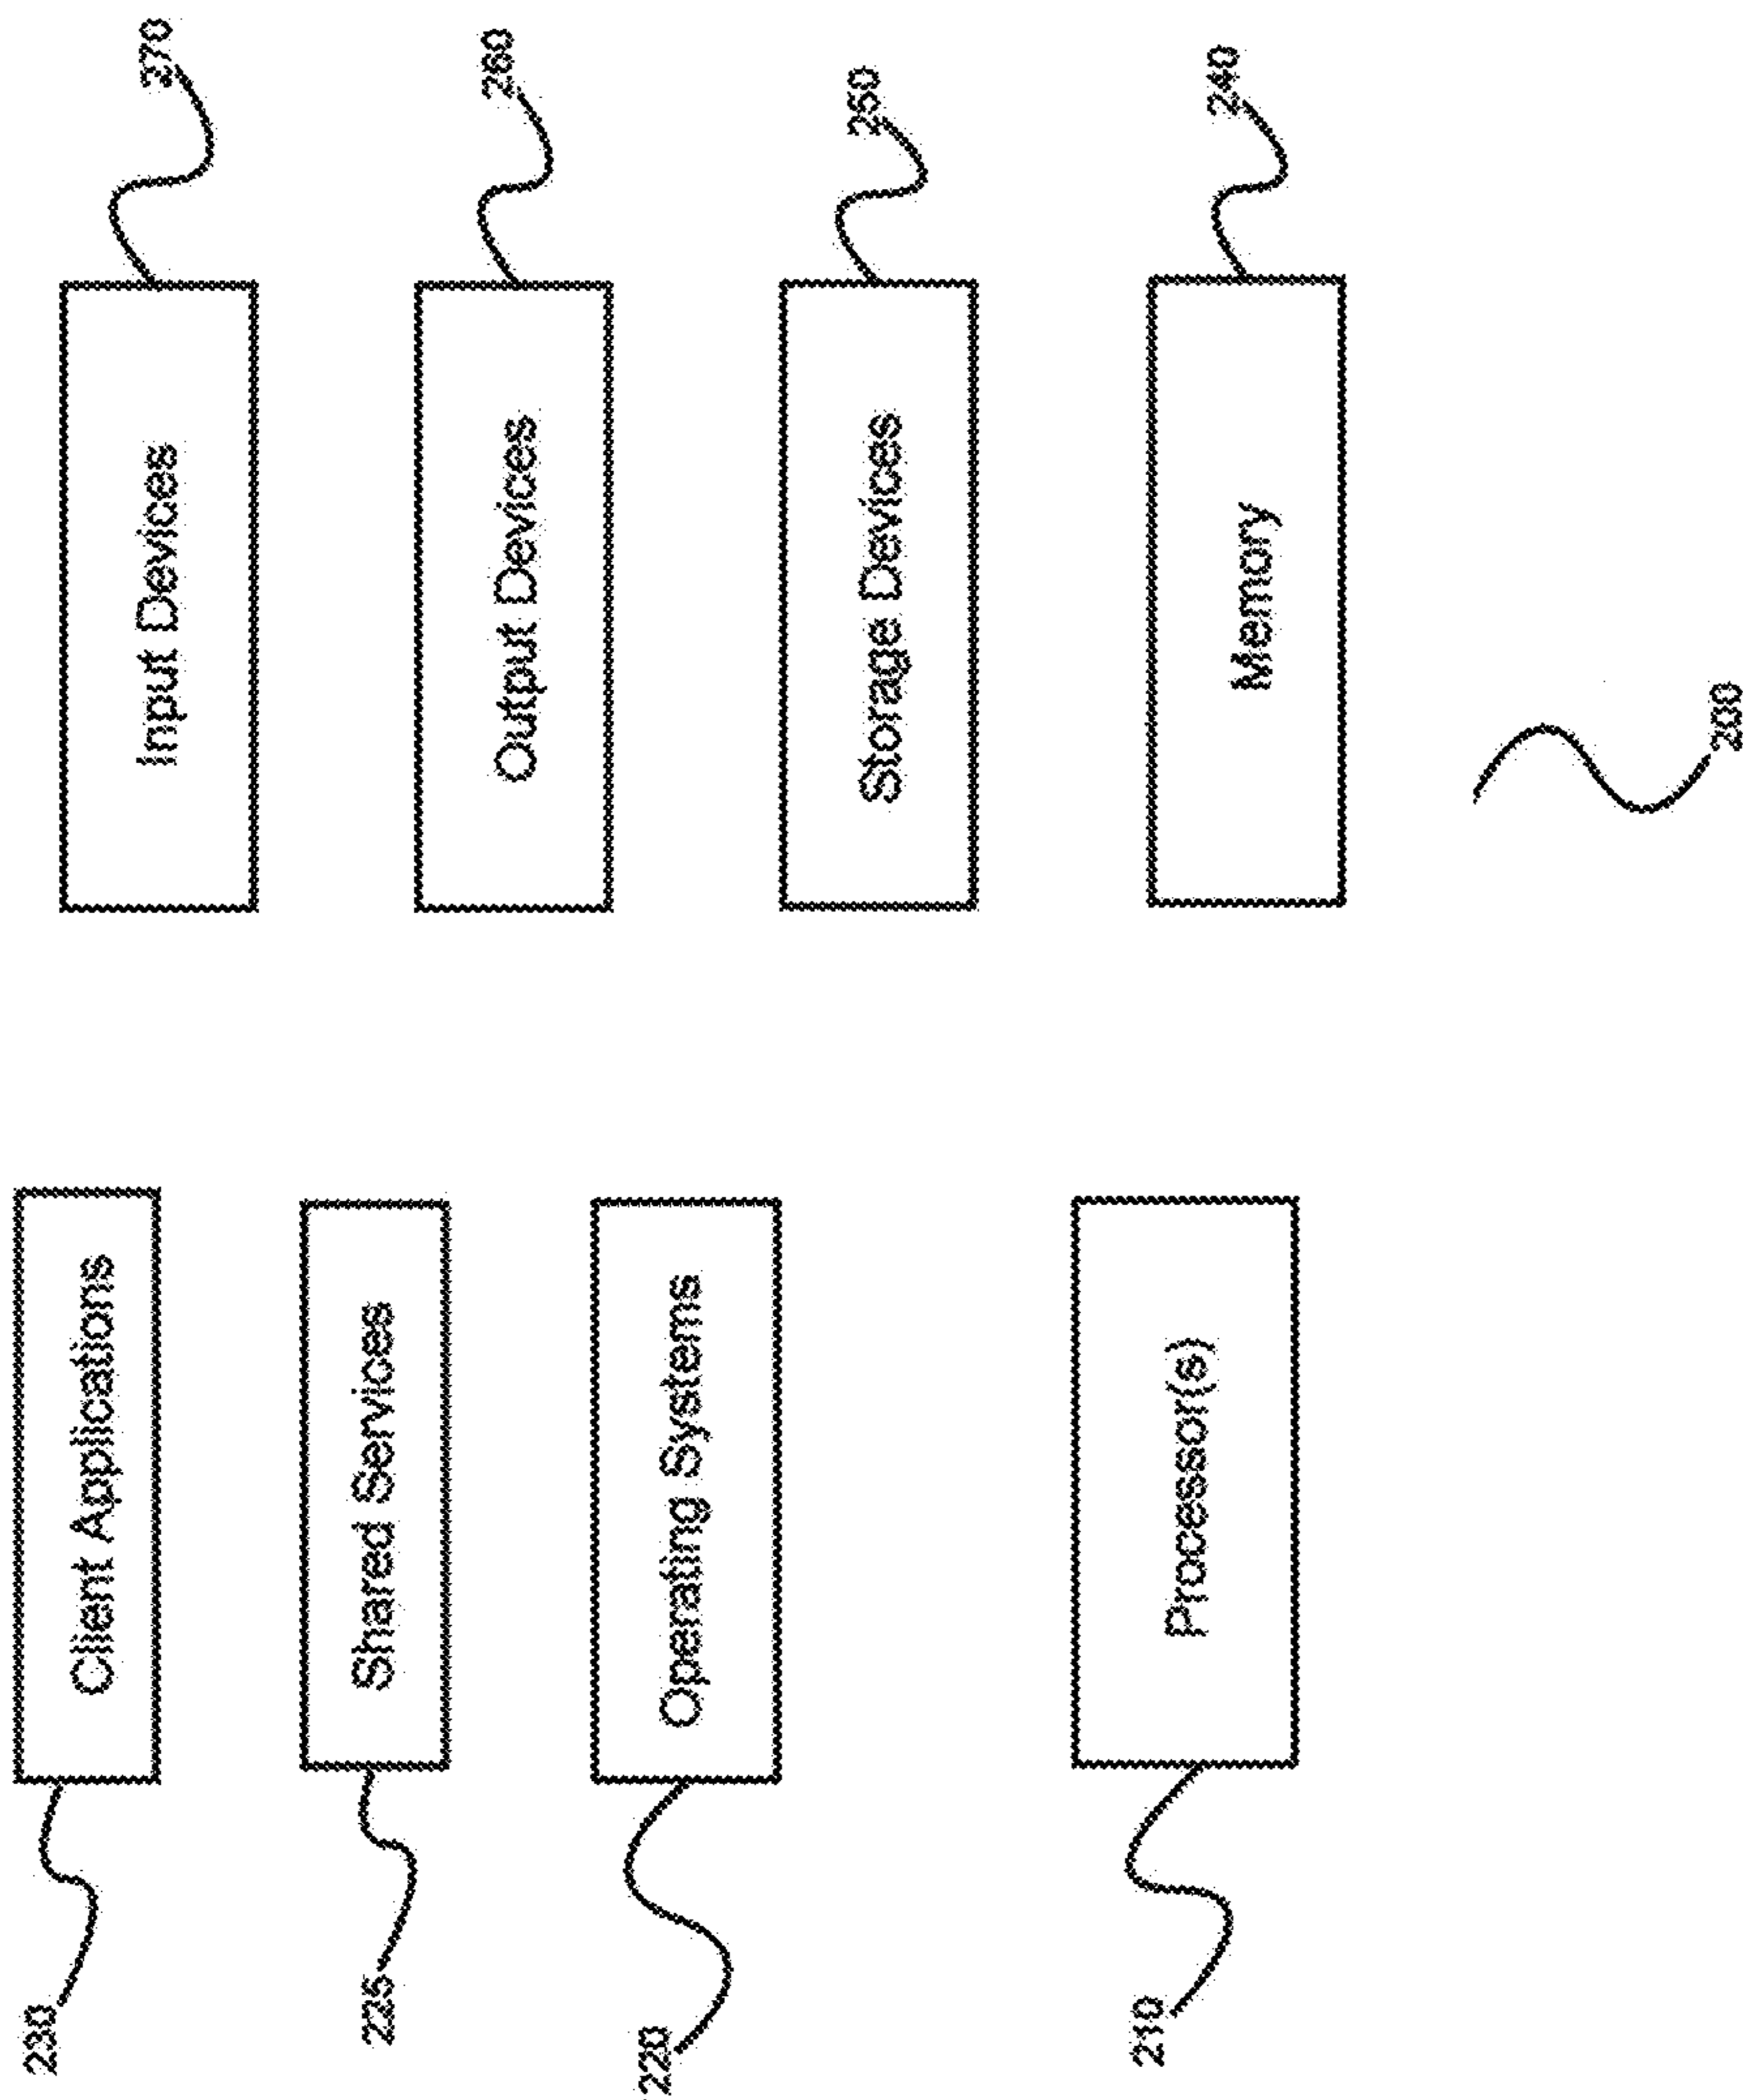 230
Client Applications
Input Devices
270
225
Shared Services
Output Devices
260
220
Operating Systems
Storage Devices
250
210
Processor(s)
Memory
240
200